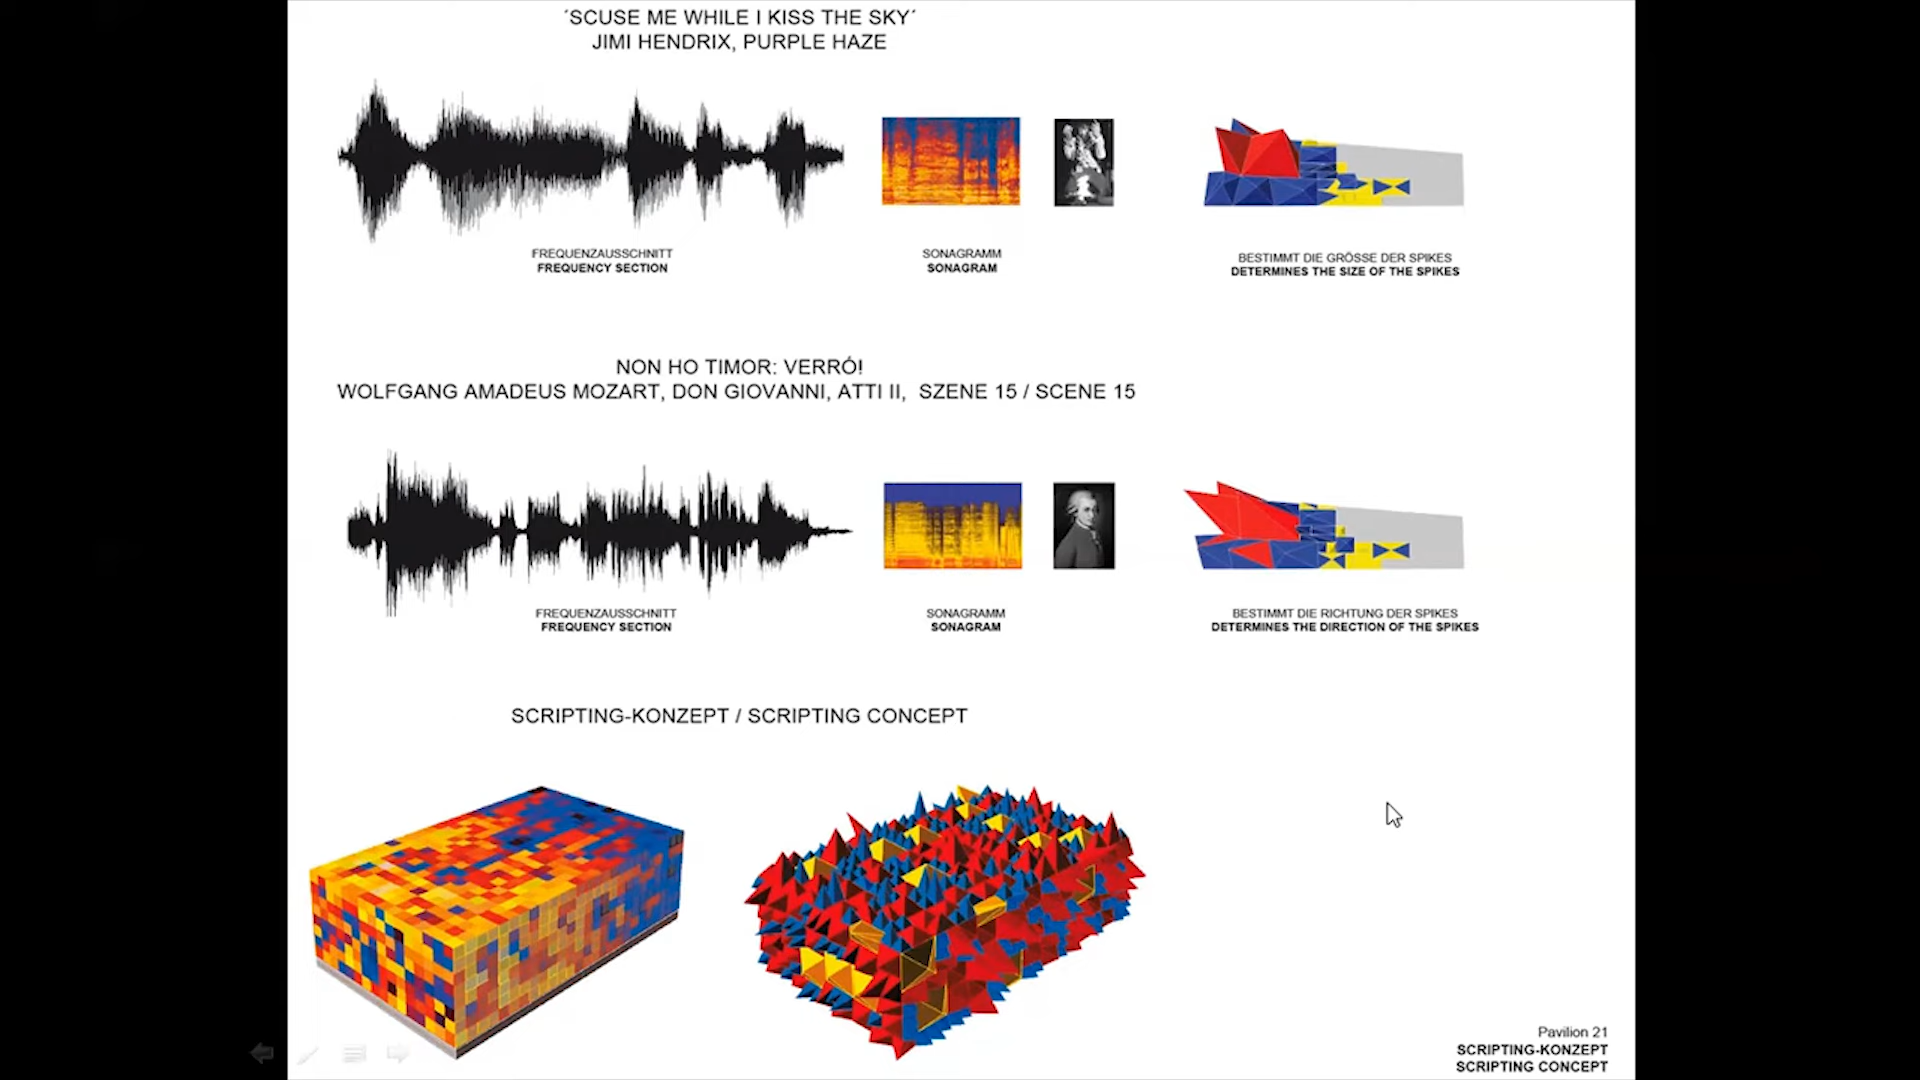 ´SCUSE ME WHILE I KISS THE SKY´
JIMI HENDRIX, PURPLE HAZE
FREQUENZAUSSCHNITT
FREQUENCY SECTION
SONAGRAMM
SONAGRAM
BESTIMMT DIE GRÖSSE DER SPIKES
DETERMINES THE SIZE OF THE SPIKES
NON HO TIMOR: VERRÓ!
WOLFGANG AMADEUS MOZART, DON GIOVANNI, ATTI II, SZENE 15 / SCENE 15
FREQUENZAUSSCHNITT
FREQUENCY SECTION
SONAGRAMM
SONAGRAM
BESTIMMT DIE RICHTUNG DER SPIKES
DETERMINES THE DIRECTION OF THE SPIKES
SCRIPTING-KONZEPT / SCRIPTING CONCEPT
Pavilion 21
SCRIPTING-KONZEPT
SCRIPTING CONCEPT